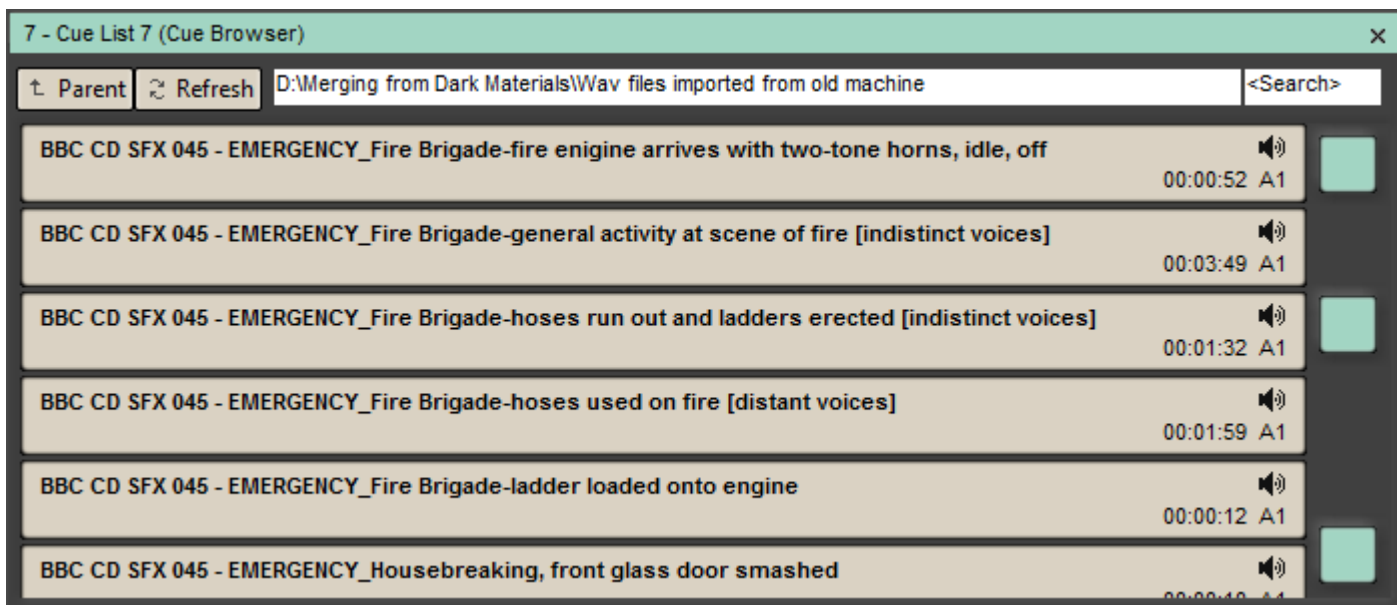 7 - Cue List 7 (Cue Browser)
Parent Refresh D:\Merging from Dark Materials\Wav files imported from old machine <Search>
BBC CD SFX 045 - EMERGENCY_Fire Brigade-fire enigine arrives with two-tone horns, idle, off
00:00:52 A1
BBC CD SFX 045 - EMERGENCY_Fire Brigade-general activity at scene of fire [indistinct voices]
00:03:49 A1
BBC CD SFX 045 - EMERGENCY_Fire Brigade-hoses run out and ladders erected [indistinct voices]
00:01:32 A1
BBC CD SFX 045 - EMERGENCY_Fire Brigade-hoses used on fire [distant voices]
00:01:59 A1
BBC CD SFX 045 - EMERGENCY_Fire Brigade-ladder loaded onto engine
00:00:12 A1
BBC CD SFX 045 - EMERGENCY_Housebreaking, front glass door smashed